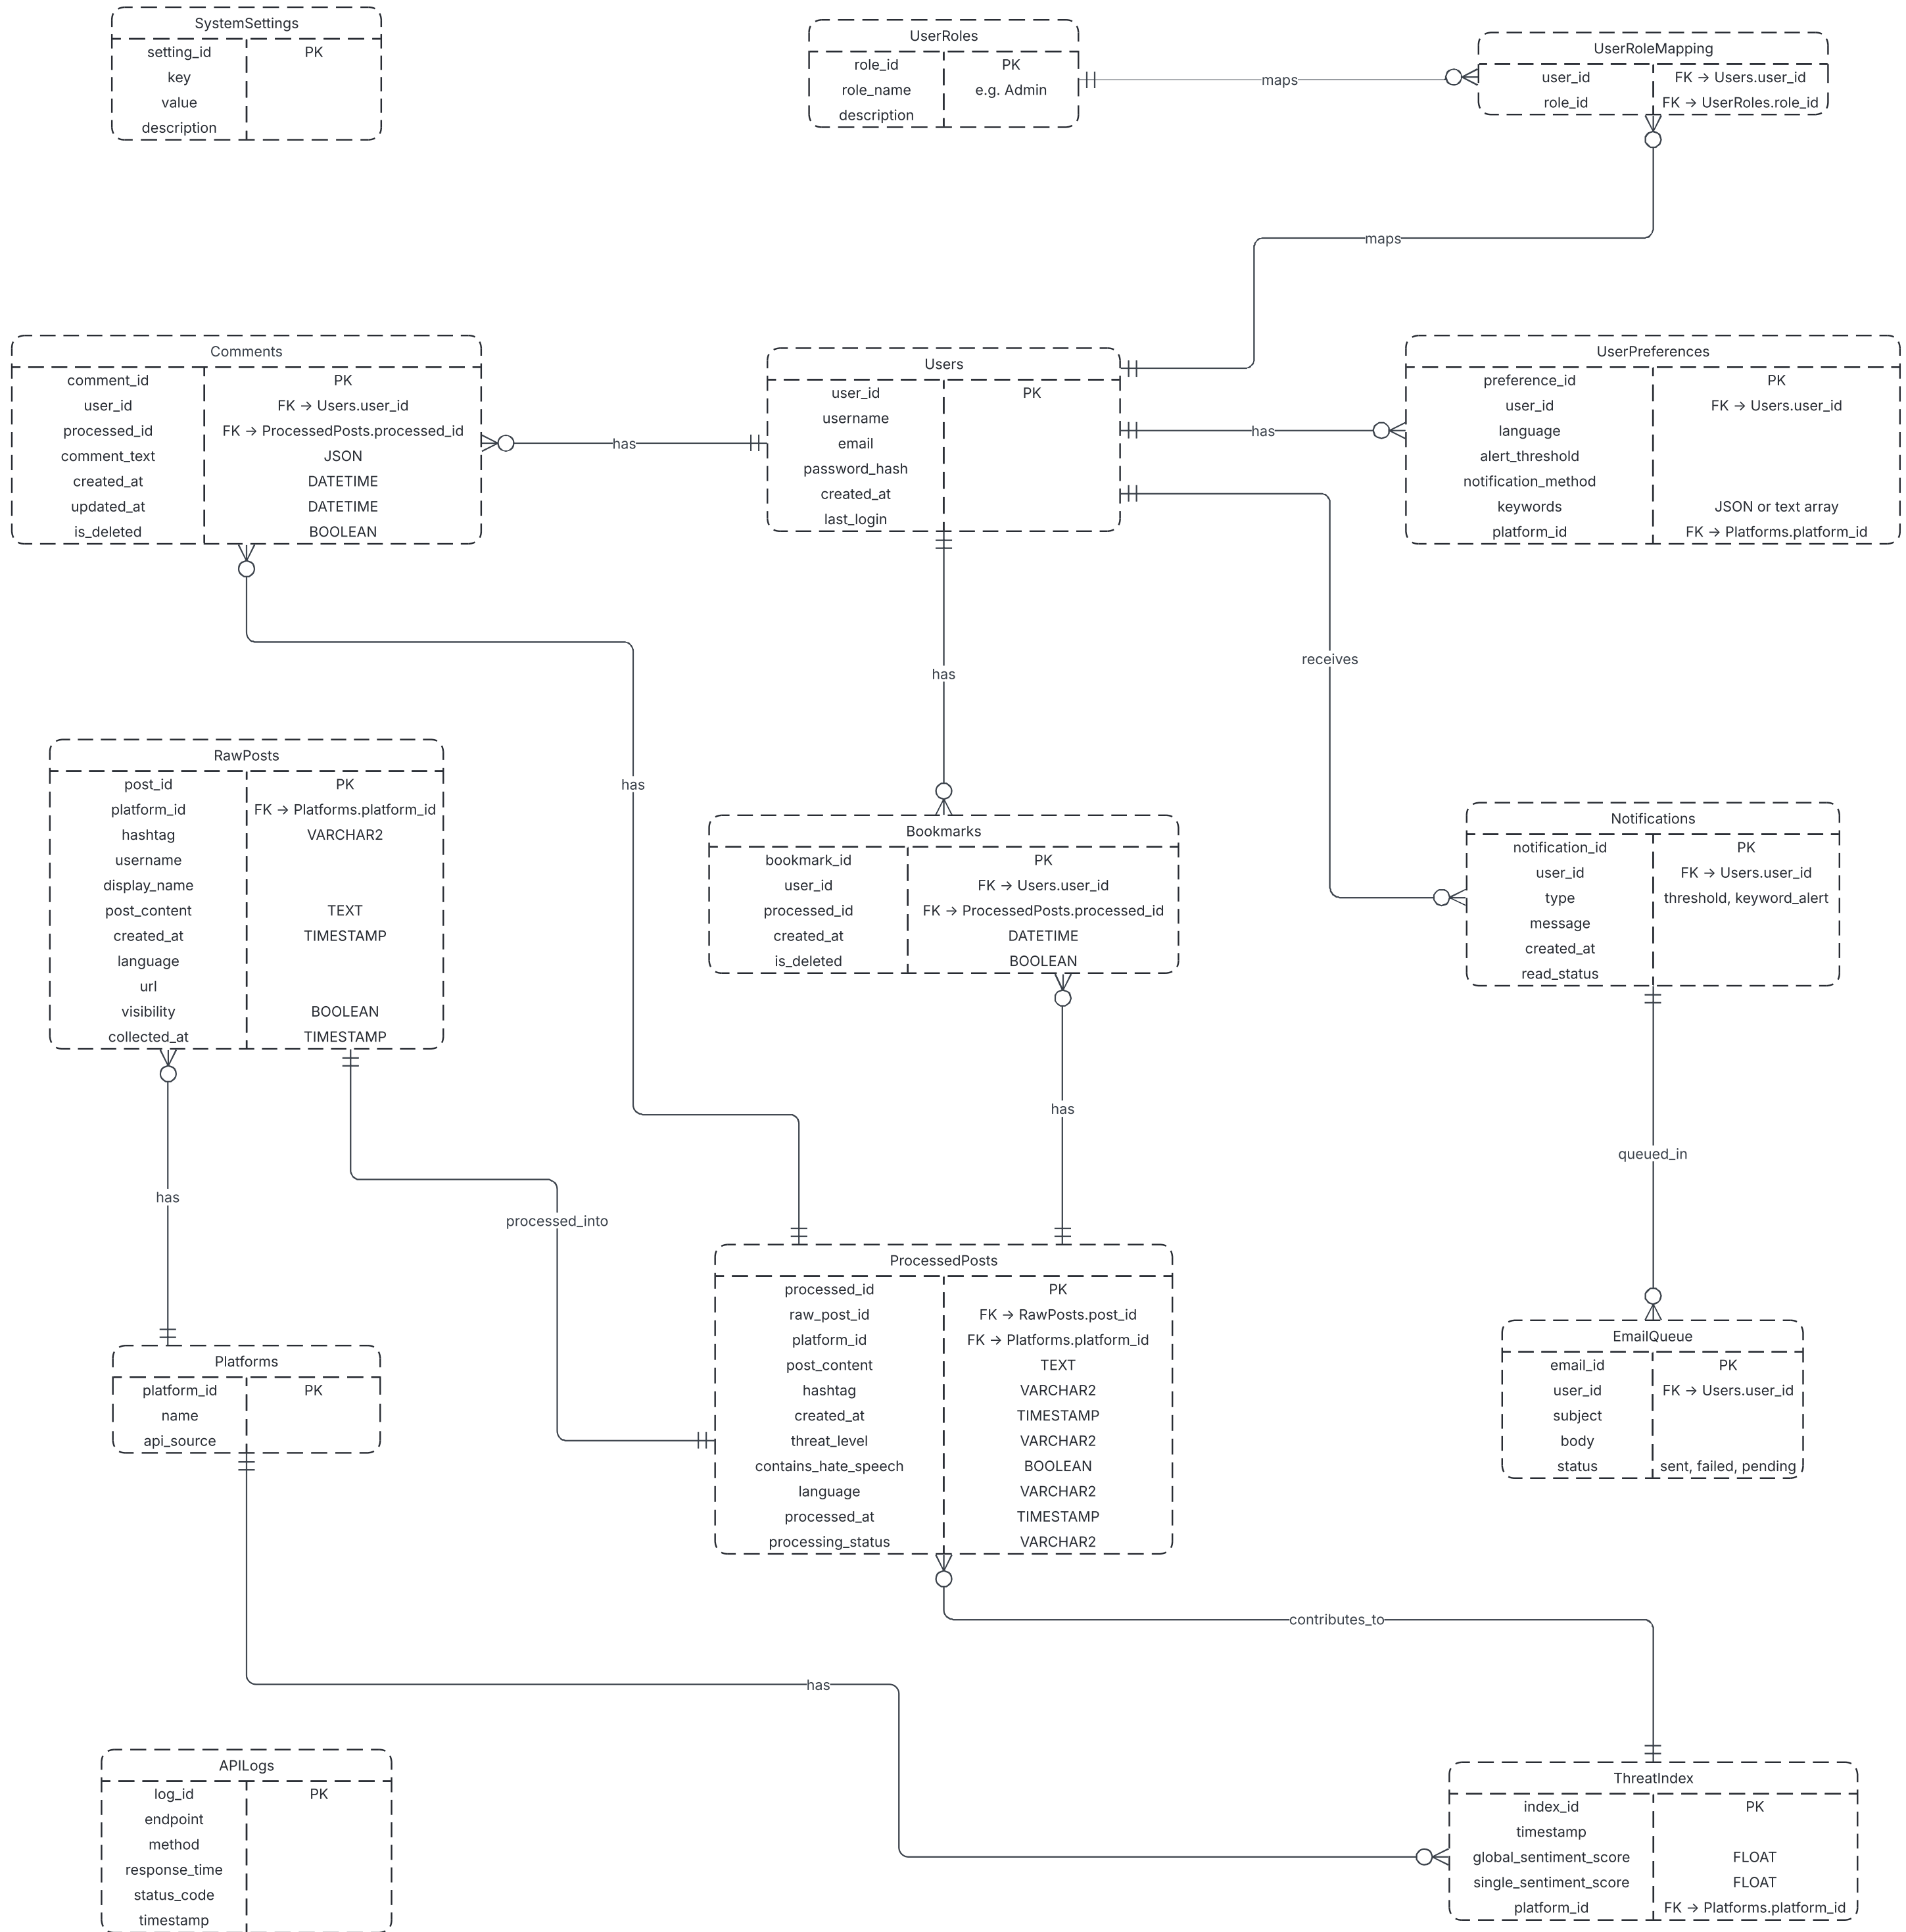 SystemSettings
setting_id PK
key
value
description
UserRoles
role_id PK
role_name e.g. Admin
description
maps
UserRoleMapping
user_id FK → Users.user_id
role_id FK → UserRoles.role_id
maps
Comments
comment_id PK
user_id FK → Users.user_id
processed_id FK → ProcessedPosts.processed_id
comment_text JSON
created_at DATETIME
updated_at DATETIME
is_deleted BOOLEAN
has
Users
user_id PK
username
email
password_hash
created_at
last_login
has
UserPreferences
preference_id PK
user_id FK → Users.user_id
language
alert_threshold
notification_method
keywords JSON or text array
platform_id FK → Platforms.platform_id
receives
has
has
RawPosts
post_id PK
platform_id FK → Platforms.platform_id
hashtag VARCHAR2
username
display_name
post_content TEXT
created_at TIMESTAMP
language
url
visibility BOOLEAN
collected_at TIMESTAMP
Bookmarks
bookmark_id PK
user_id FK → Users.user_id
processed_id FK → ProcessedPosts.processed_id
created_at DATETIME
is_deleted BOOLEAN
Notifications
notification_id PK
user_id FK → Users.user_id
type threshold, keyword_alert
message
created_at
read_status
has
queued_in
has
processed_into
ProcessedPosts
processed_id PK
raw_post_id FK → RawPosts.post_id
platform_id FK → Platforms.platform_id
post_content TEXT
hashtag VARCHAR2
created_at TIMESTAMP
threat_level VARCHAR2
contains_hate_speech BOOLEAN
language VARCHAR2
processed_at TIMESTAMP
processing_status VARCHAR2
EmailQueue
email_id PK
user_id FK → Users.user_id
subject
body
status sent, failed, pending
Platforms
platform_id PK
name
api_source
contributes_to
has
APILogs
log_id PK
endpoint
method
response_time
status_code
timestamp
ThreatIndex
index_id PK
timestamp
global_sentiment_score FLOAT
single_sentiment_score FLOAT
platform_id FK → Platforms.platform_id